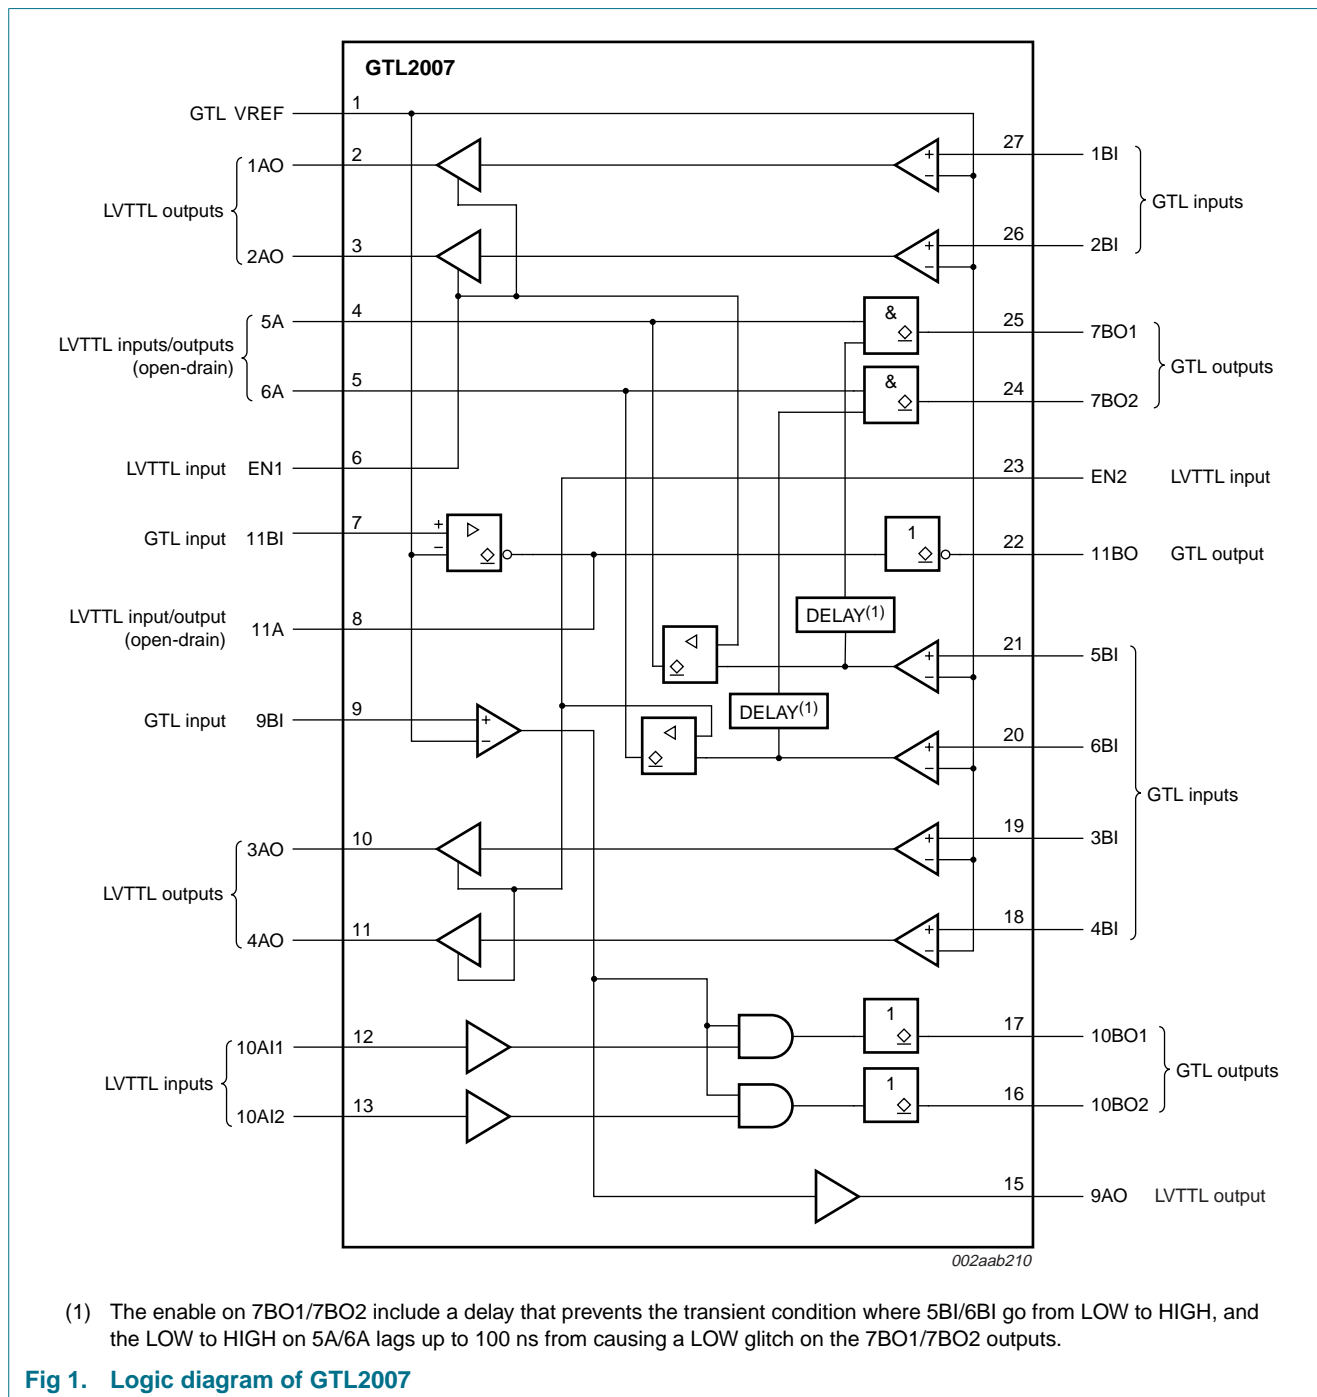 GTL2007
GTL VREF 1
1AO 2
LVTTL outputs
2AO 3
5A 4
LVTTL inputs/outputs
(open-drain)
6A 5
LVTTL input EN1 6
GTL input 11BI 7
LVTTL input/output
(open-drain) 11A 8
GTL input 9BI 9
3AO 10
LVTTL outputs
4AO 11
10AI1 12
LVTTL inputs
10AI2 13
+
−
27 1BI
GTL inputs
+
−
26 2BI
&
25 7BO1
GTL outputs
&
24 7BO2
23 EN2 LVTTL input
+
−
1
22 11BO GTL output
DELAY(1)
+
−
21 5BI
DELAY(1)
+
−
20 6BI
GTL inputs
+
−
+
−
19 3BI
+
−
18 4BI
1
17 10BO1
GTL outputs
1
16 10BO2
15 9AO LVTTL output
002aab210
(1) The enable on 7BO1/7BO2 include a delay that prevents the transient condition where 5BI/6BI go from LOW to HIGH, and
the LOW to HIGH on 5A/6A lags up to 100 ns from causing a LOW glitch on the 7BO1/7BO2 outputs.
Fig 1. Logic diagram of GTL2007